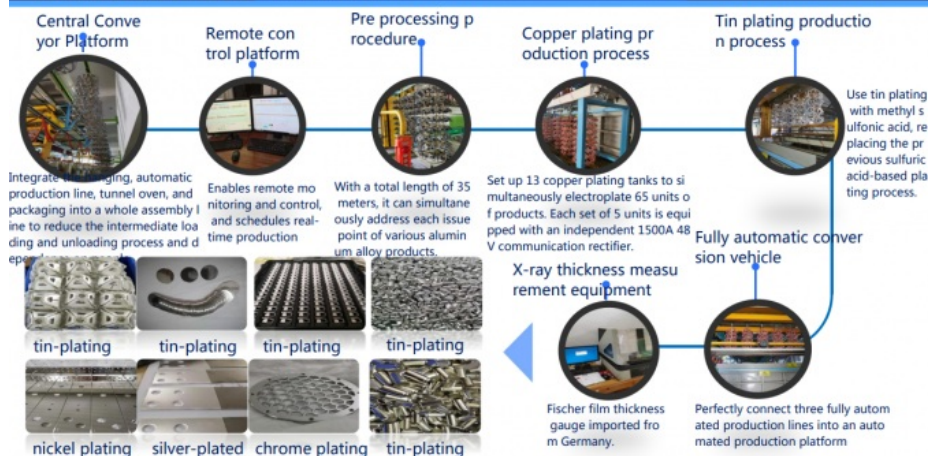 Central Conve
yor Platform
Remote con
trol platform
Pre processing p
rocedure
Copper plating pr
oduction process
Tin plating productio
n process
Integrate the hanging, automatic
production line, tunnel oven, and
packaging into a whole assembly l
ine to reduce the intermediate loa
ding and unloading process and d
Enables remote mo
nitoring and control,
and schedules real-
time production
With a total length of 35
meters, it can simultane
ously address each issue
point of various alumin
um alloy products.
Set up 13 copper plating tanks to si
multaneously electroplate 65 units o
f products. Each set of 5 units is equi
pped with an independent 1500A 48
V communication rectifier.
Use tin plating
with methyl s
ulfonic acid, re
placing the pr
evious sulfuric
acid-based pla
ting process.
Fully automatic conver
sion vehicle
X-ray thickness measu
rement equipment
Fischer film thickness
gauge imported fro
m Germany.
Perfectly connect three fully autom
ated production lines into an auto
mated production platform
tin-plating
tin-plating
tin-plating
tin-plating
nickel plating
silver-plated
chrome plating
tin-plating